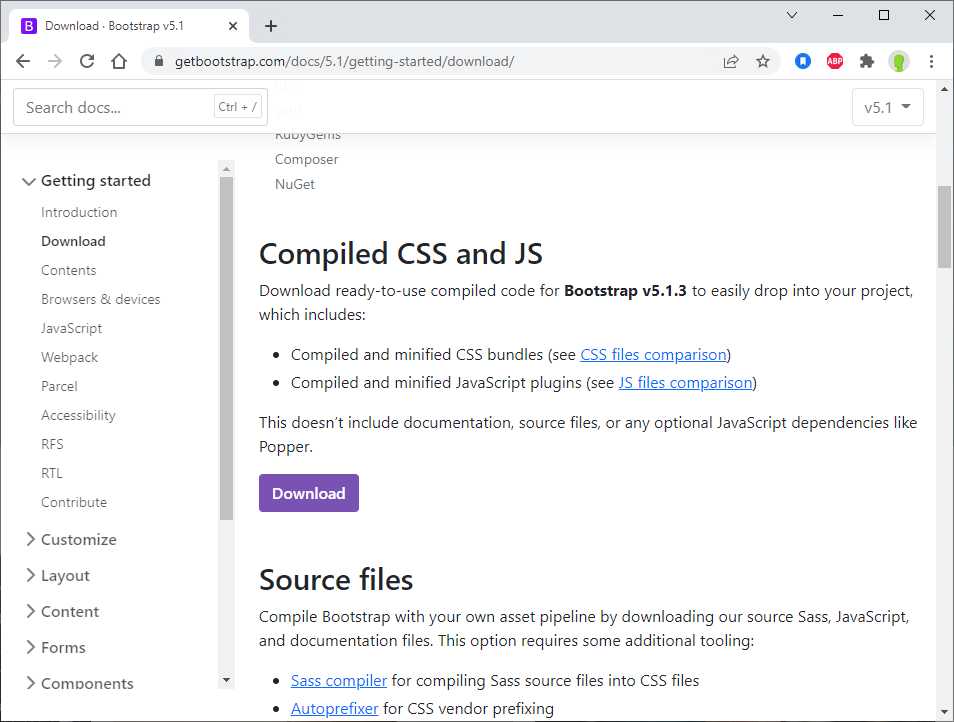 Download · Bootstrap v5.1
getbootstrap.com/docs/5.1/getting-started/download/
ABP
Search docs...
Ctrl + /
v5.1
npm
yarn
RubyGems
Composer
NuGet
Getting started
Introduction
Download
Contents
Browsers & devices
JavaScript
Webpack
Parcel
Accessibility
RFS
RTL
Contribute
Customize
Layout
Content
Forms
Components
Compiled CSS and JS
Download ready-to-use compiled code for Bootstrap v5.1.3 to easily drop into your project,
which includes:
• Compiled and minified CSS bundles (see CSS files comparison)
• Compiled and minified JavaScript plugins (see JS files comparison)
This doesn’t include documentation, source files, or any optional JavaScript dependencies like
Popper.
Download
Source files
Compile Bootstrap with your own asset pipeline by downloading our source Sass, JavaScript,
and documentation files. This option requires some additional tooling:
• Sass compiler for compiling Sass source files into CSS files
• Autoprefixer for CSS vendor prefixing